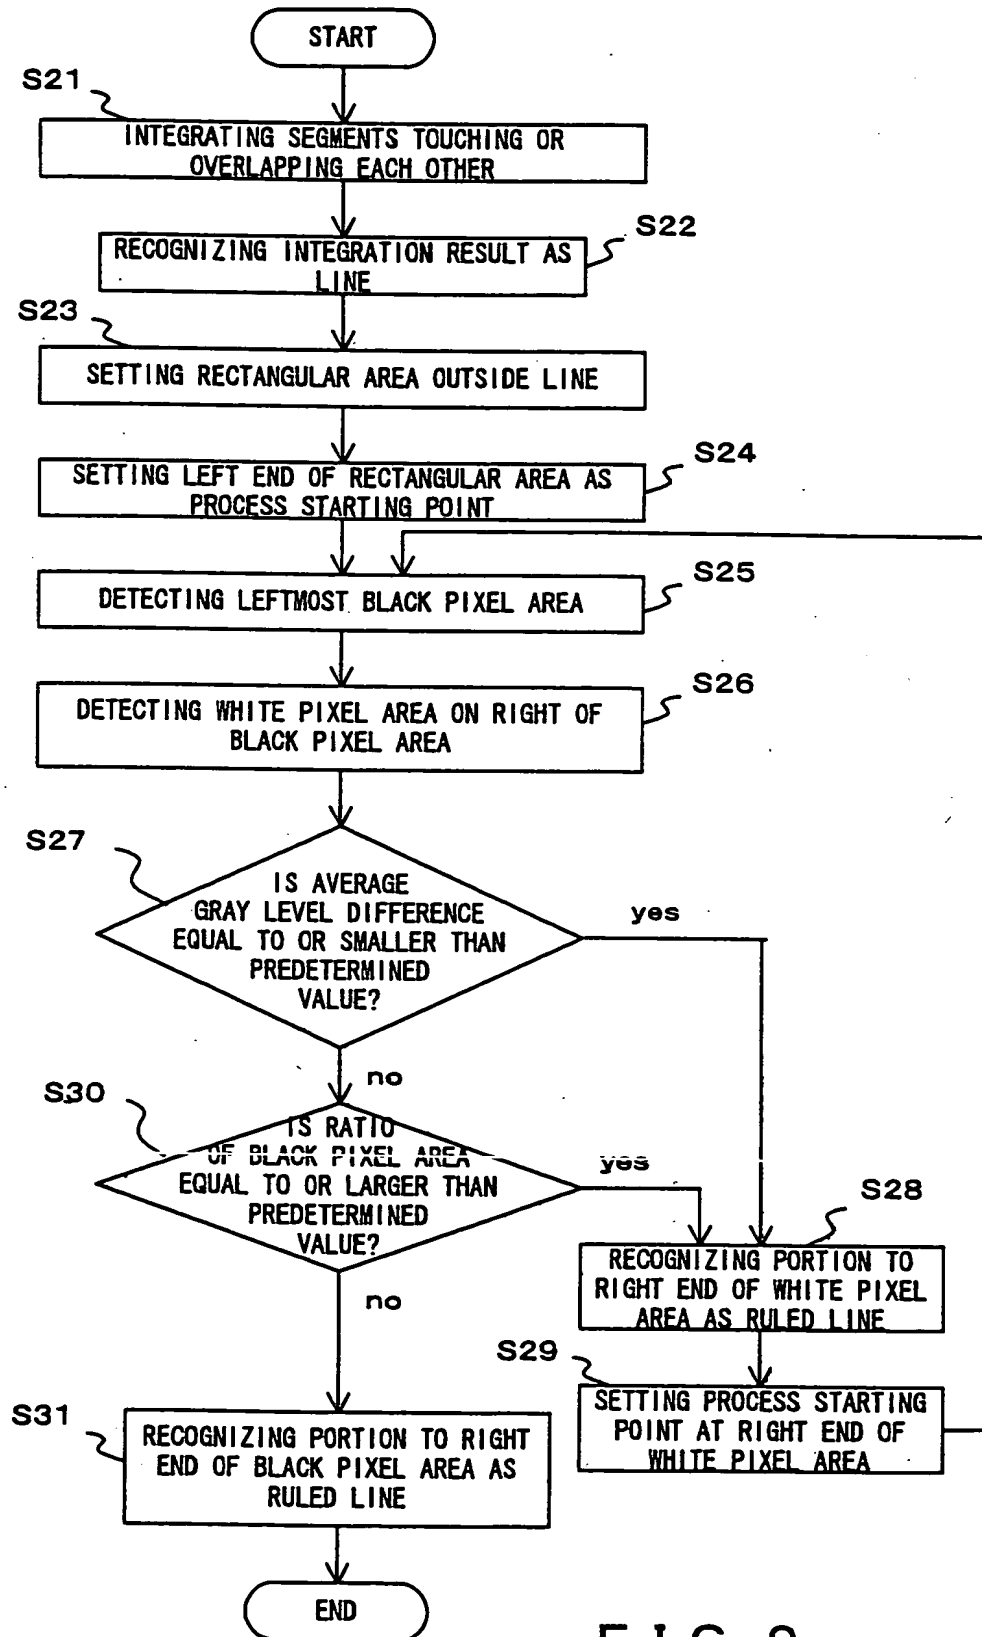 START
S21
INTEGRATING SEGMENTS TOUCHING OR
OVERLAPPING EACH OTHER
S22
RECOGNIZING INTEGRATION RESULT AS
LINE
S23
SETTING RECTANGULAR AREA OUTSIDE LINE
S24
SETTING LEFT END OF RECTANGULAR AREA AS
PROCESS STARTING POINT
S25
DETECTING LEFTMOST BLACK PIXEL AREA
S26
DETECTING WHITE PIXEL AREA ON RIGHT OF
BLACK PIXEL AREA
S27
IS AVERAGE
GRAY LEVEL DIFFERENCE
EQUAL TO OR SMALLER THAN
PREDETERMINED
VALUE?
yes
no
S30
IS RATIO
OF BLACK PIXEL AREA
EQUAL TO OR LARGER THAN
PREDETERMINED
VALUE?
yes
no
S28
RECOGNIZING PORTION TO
RIGHT END OF WHITE PIXEL
AREA AS RULED LINE
S29
SETTING PROCESS STARTING
POINT AT RIGHT END OF
WHITE PIXEL AREA
S31
RECOGNIZING PORTION TO RIGHT
END OF BLACK PIXEL AREA AS
RULED LINE
END
FIG.